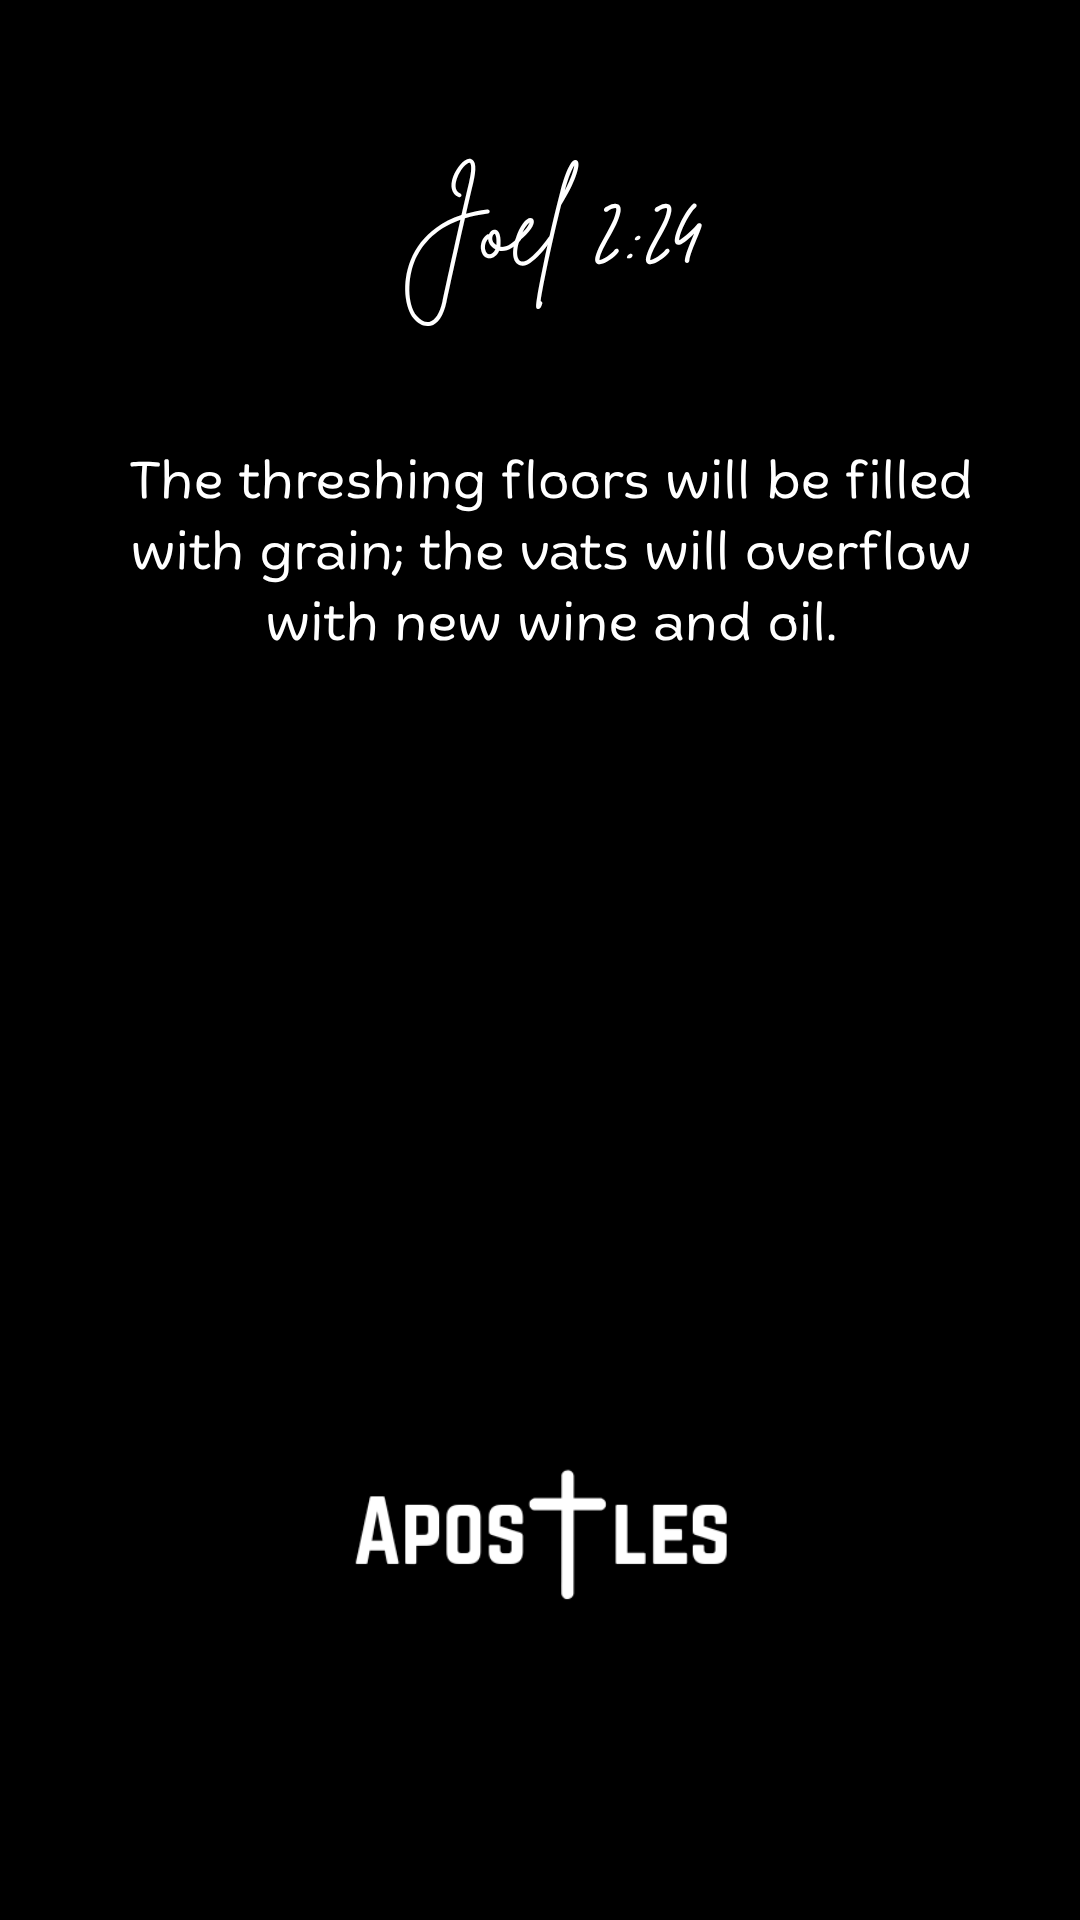 Joel 2:24
The threshing floors will be filled
with grain; the vats will overflow
with new wine and oil.
APOSTLES